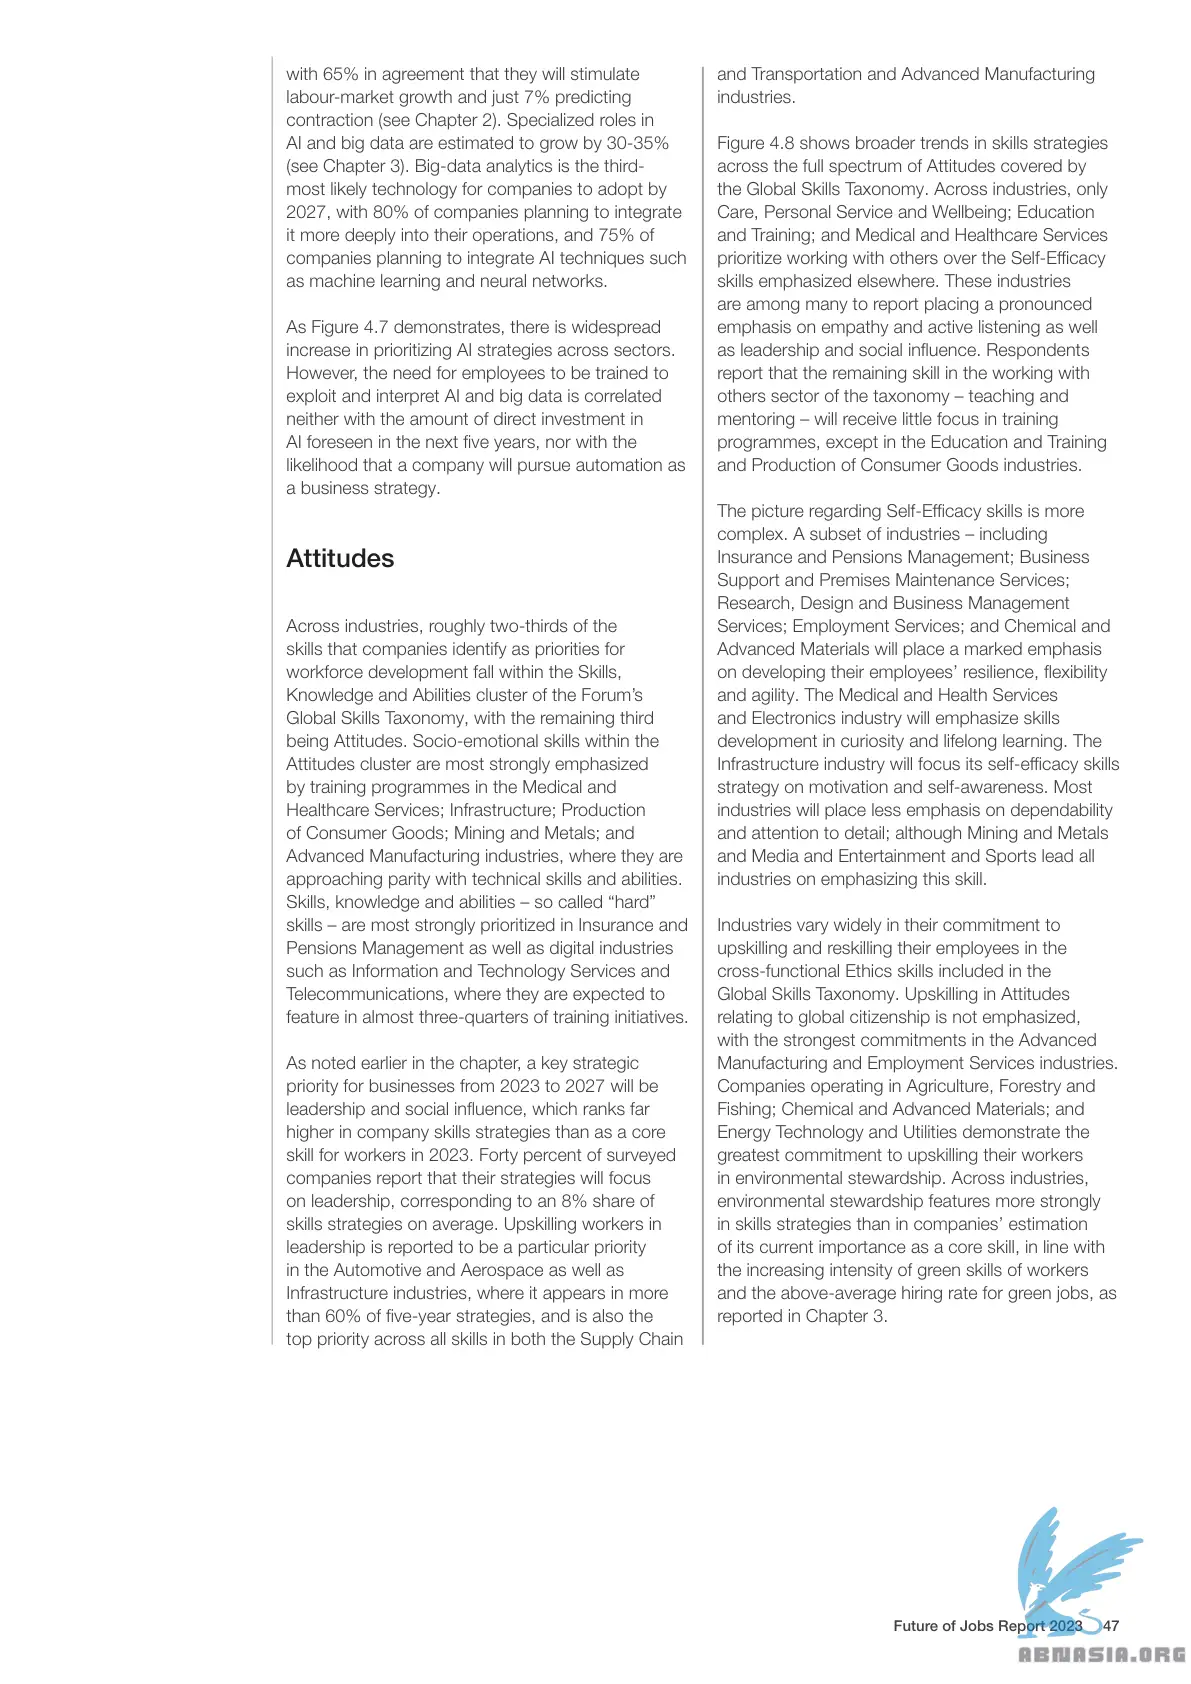 with 65% in agreement that they will stimulate
labour-market growth and just 7% predicting
contraction (see Chapter 2). Specialized roles in
AI and big data are estimated to grow by 30-35%
(see Chapter 3). Big-data analytics is the third-
most likely technology for companies to adopt by
2027, with 80% of companies planning to integrate
it more deeply into their operations, and 75% of
companies planning to integrate AI techniques such
as machine learning and neural networks.
As Figure 4.7 demonstrates, there is widespread
increase in prioritizing AI strategies across sectors.
However, the need for employees to be trained to
exploit and interpret AI and big data is correlated
neither with the amount of direct investment in
AI foreseen in the next five years, nor with the
likelihood that a company will pursue automation as
a business strategy.
Attitudes
Across industries, roughly two-thirds of the
skills that companies identify as priorities for
workforce development fall within the Skills,
Knowledge and Abilities cluster of the Forum’s
Global Skills Taxonomy, with the remaining third
being Attitudes. Socio-emotional skills within the
Attitudes cluster are most strongly emphasized
by training programmes in the Medical and
Healthcare Services; Infrastructure; Production
of Consumer Goods; Mining and Metals; and
Advanced Manufacturing industries, where they are
approaching parity with technical skills and abilities.
Skills, knowledge and abilities – so called “hard”
skills – are most strongly prioritized in Insurance and
Pensions Management as well as digital industries
such as Information and Technology Services and
Telecommunications, where they are expected to
feature in almost three-quarters of training initiatives.
As noted earlier in the chapter, a key strategic
priority for businesses from 2023 to 2027 will be
leadership and social influence, which ranks far
higher in company skills strategies than as a core
skill for workers in 2023. Forty percent of surveyed
companies report that their strategies will focus
on leadership, corresponding to an 8% share of
skills strategies on average. Upskilling workers in
leadership is reported to be a particular priority
in the Automotive and Aerospace as well as
Infrastructure industries, where it appears in more
than 60% of five-year strategies, and is also the
top priority across all skills in both the Supply Chain
and Transportation and Advanced Manufacturing
industries.
Figure 4.8 shows broader trends in skills strategies
across the full spectrum of Attitudes covered by
the Global Skills Taxonomy. Across industries, only
Care, Personal Service and Wellbeing; Education
and Training; and Medical and Healthcare Services
prioritize working with others over the Self-Efficacy
skills emphasized elsewhere. These industries
are among many to report placing a pronounced
emphasis on empathy and active listening as well
as leadership and social influence. Respondents
report that the remaining skill in the working with
others sector of the taxonomy – teaching and
mentoring – will receive little focus in training
programmes, except in the Education and Training
and Production of Consumer Goods industries.
The picture regarding Self-Efficacy skills is more
complex. A subset of industries – including
Insurance and Pensions Management; Business
Support and Premises Maintenance Services;
Research, Design and Business Management
Services; Employment Services; and Chemical and
Advanced Materials will place a marked emphasis
on developing their employees’ resilience, flexibility
and agility. The Medical and Health Services
and Electronics industry will emphasize skills
development in curiosity and lifelong learning. The
Infrastructure industry will focus its self-efficacy skills
strategy on motivation and self-awareness. Most
industries will place less emphasis on dependability
and attention to detail; although Mining and Metals
and Media and Entertainment and Sports lead all
industries on emphasizing this skill.
Industries vary widely in their commitment to
upskilling and reskilling their employees in the
cross-functional Ethics skills included in the
Global Skills Taxonomy. Upskilling in Attitudes
relating to global citizenship is not emphasized,
with the strongest commitments in the Advanced
Manufacturing and Employment Services industries.
Companies operating in Agriculture, Forestry and
Fishing; Chemical and Advanced Materials; and
Energy Technology and Utilities demonstrate the
greatest commitment to upskilling their workers
in environmental stewardship. Across industries,
environmental stewardship features more strongly
in skills strategies than in companies’ estimation
of its current importance as a core skill, in line with
the increasing intensity of green skills of workers
and the above-average hiring rate for green jobs, as
reported in Chapter 3.
Future of Jobs Report 2023 47
ABNASIA.ORG